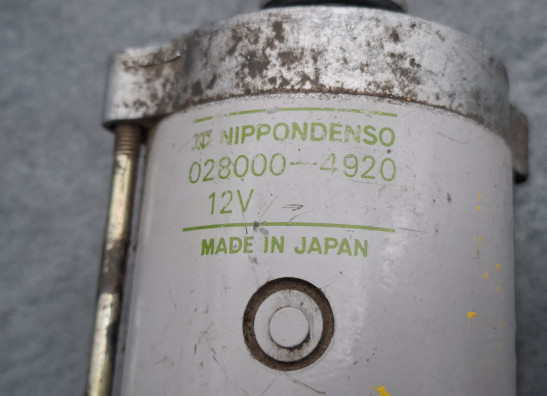 NIPPONDENSO
028000-4920
12V
MADE IN JAPAN